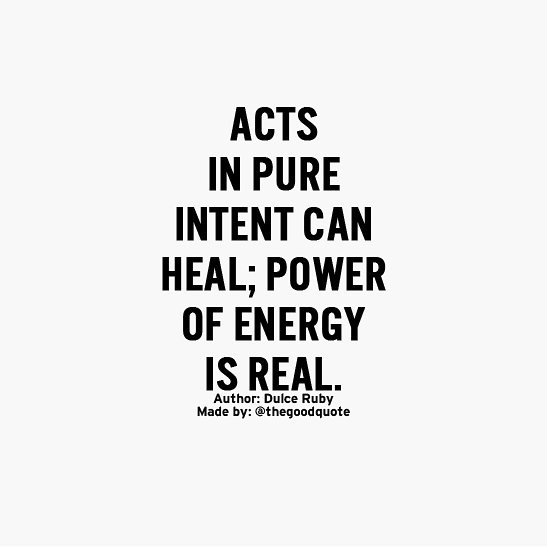 ACTS
IN PURE
INTENT CAN
HEAL; POWER
OF ENERGY
IS REAL.
Author: Dulce Ruby
Made by: @thegoodquote